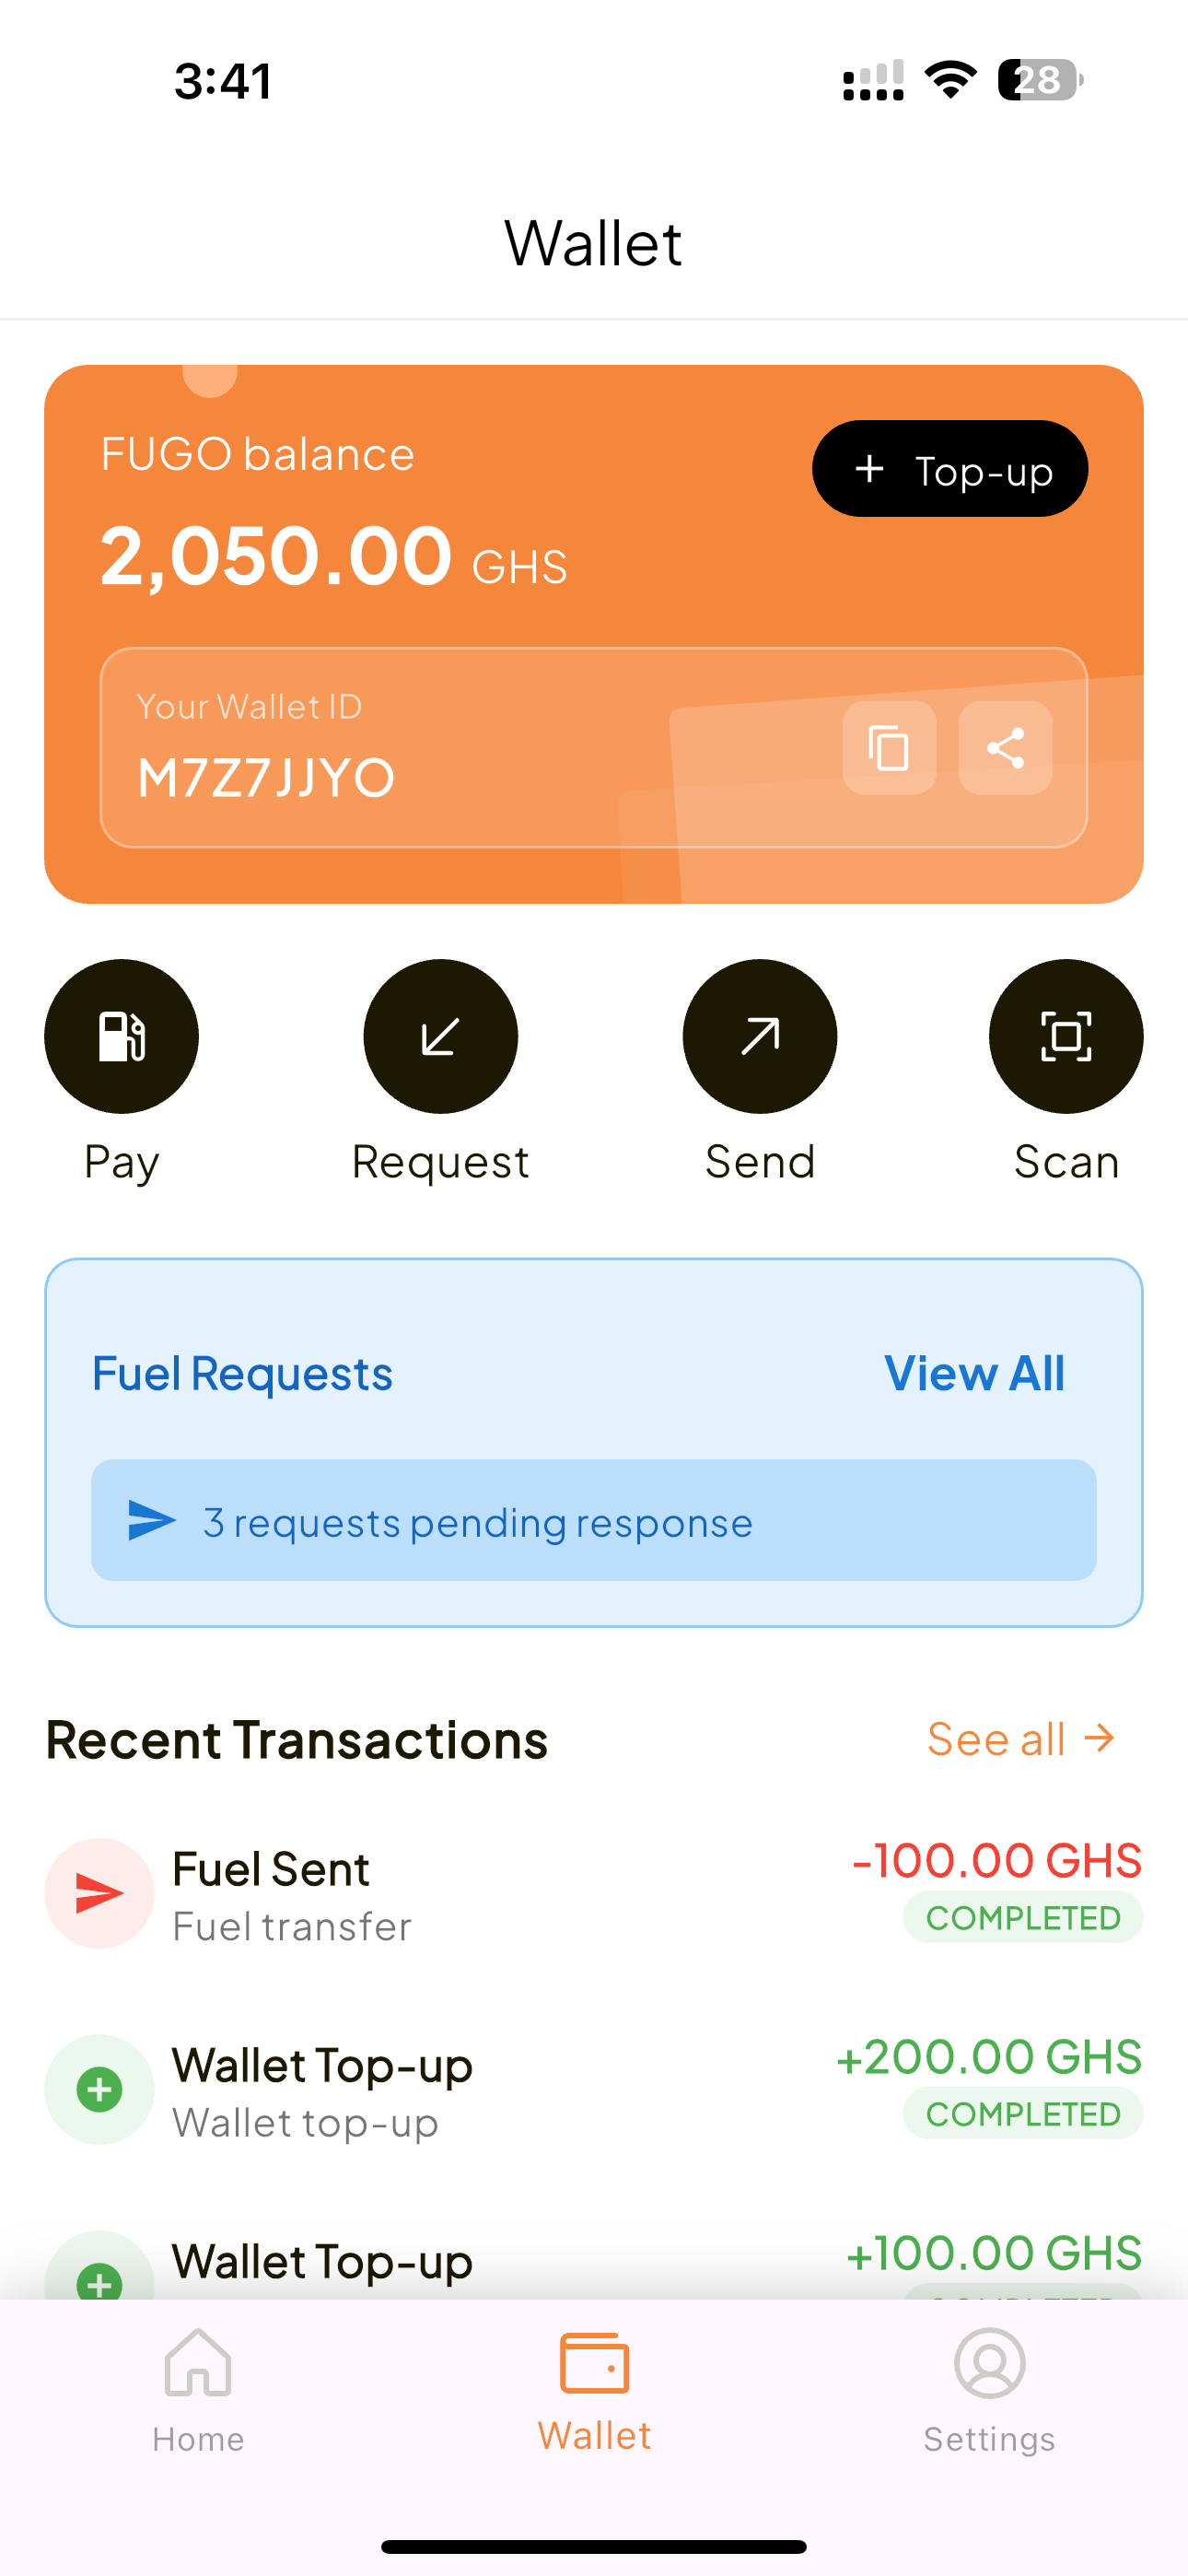 3:41
28
Wallet
FUGO balance
+ Top-up
2,050.00 GHS
Your Wallet ID
M7Z7JJYO
Pay
Request
Send
Scan
Fuel Requests
View All
3 requests pending response
Recent Transactions
See all →
Fuel Sent
-100.00 GHS
Fuel transfer
COMPLETED
Wallet Top-up
+200.00 GHS
Wallet top-up
COMPLETED
Wallet Top-up
+100.00 GHS
Home
Wallet
Settings